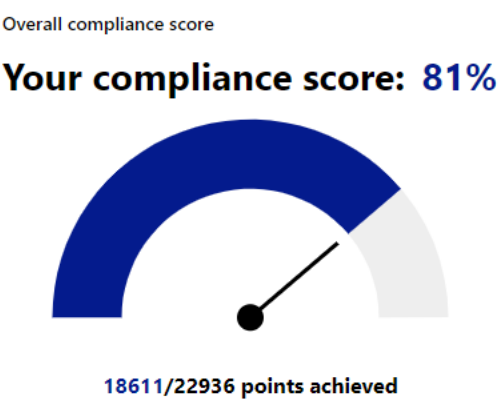 Overall compliance score
Your compliance score: 81%
18611/22936 points achieved